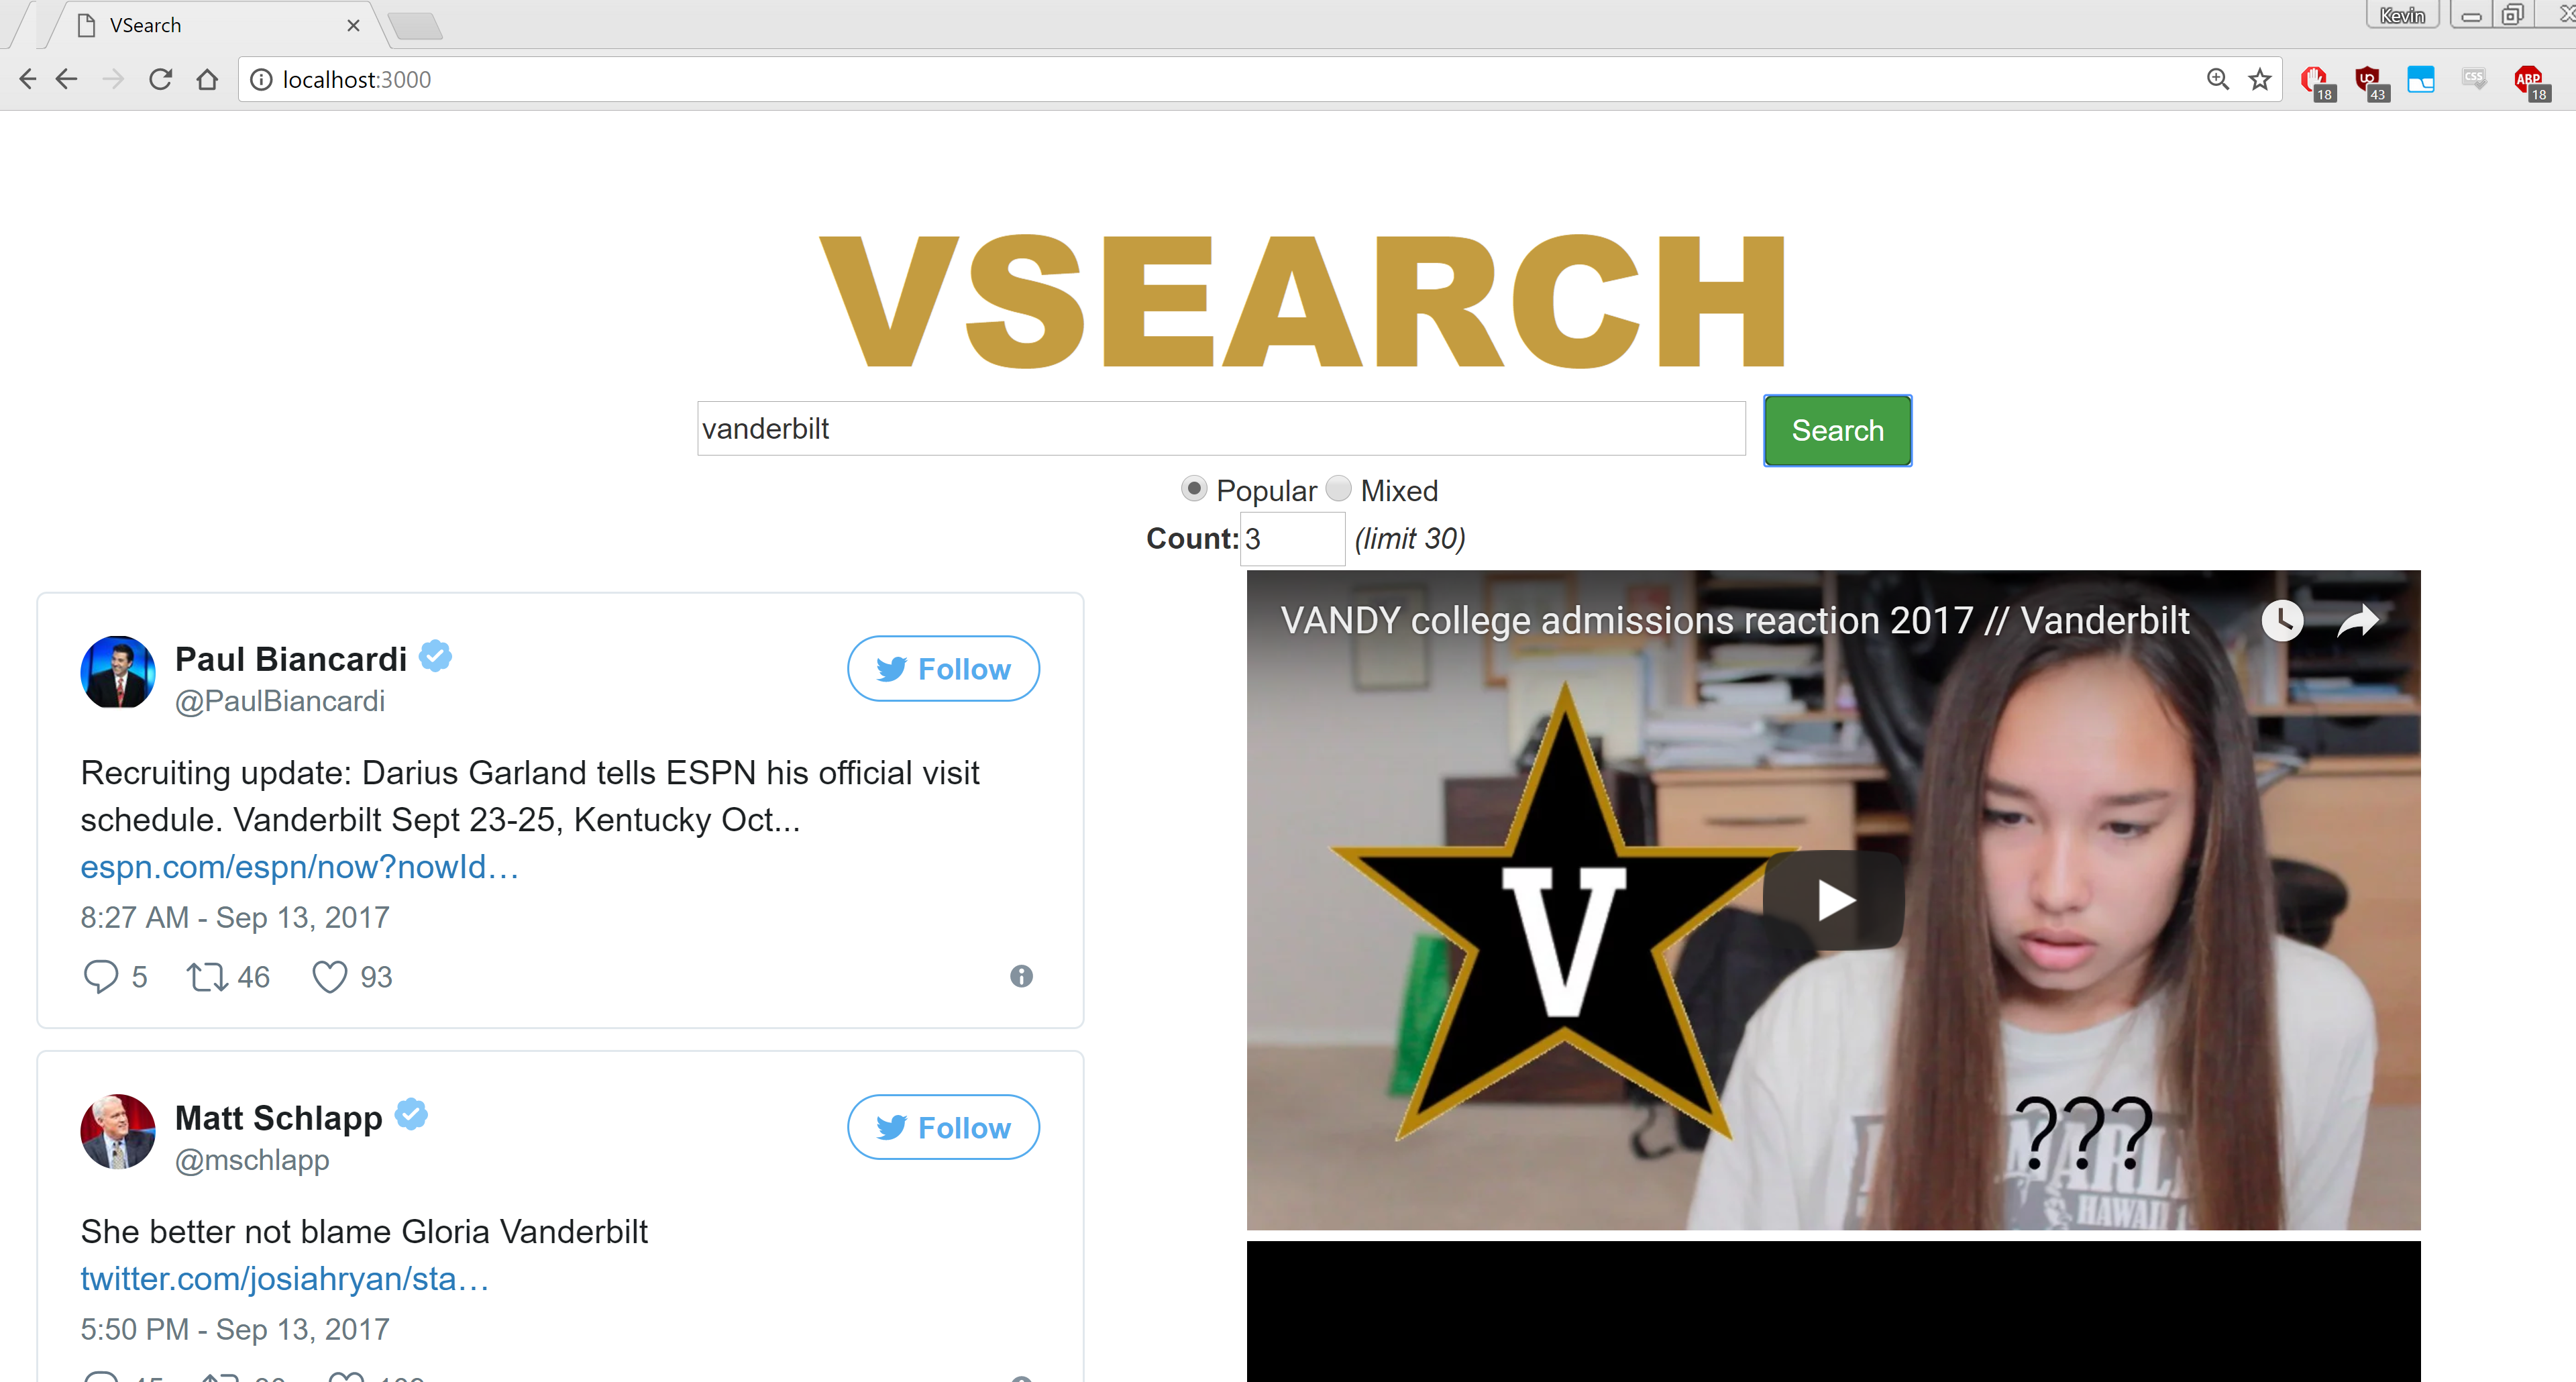 VSearch
Kevin
localhost:3000
18
43
CSS
ABP
18
VSEARCH
vanderbilt
Search
Popular Mixed
Count: 3 (limit 30)
Paul Biancardi
@PaulBiancardi
Follow
Recruiting update: Darius Garland tells ESPN his official visit
schedule. Vanderbilt Sept 23-25, Kentucky Oct...
espn.com/espn/now?nowId…
8:27 AM - Sep 13, 2017
5 46 93
Matt Schlapp
@mschlapp
Follow
She better not blame Gloria Vanderbilt
twitter.com/josiahryan/sta…
5:50 PM - Sep 13, 2017
VANDY college admissions reaction 2017 // Vanderbilt
V
???
HAWAII